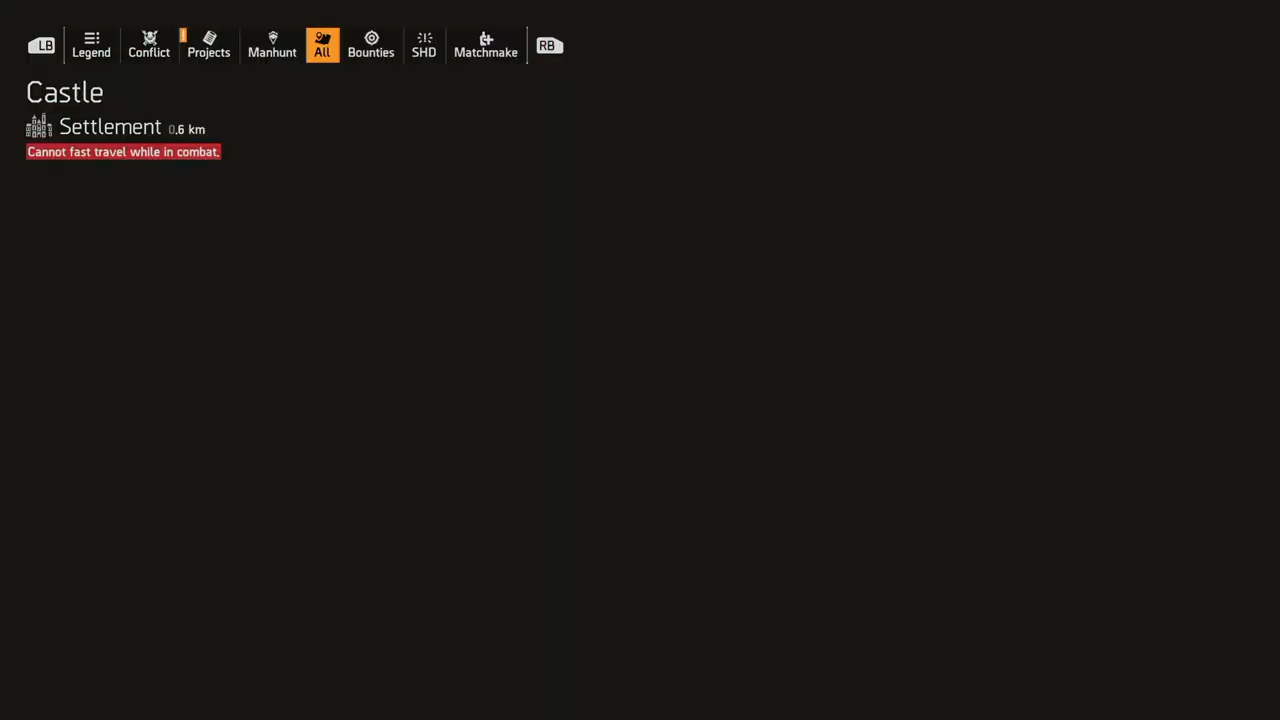 LB Legend Conflict Projects Manhunt All Bounties SHD Matchmake RB
Castle
Settlement 0.6 km
Cannot fast travel while in combat.